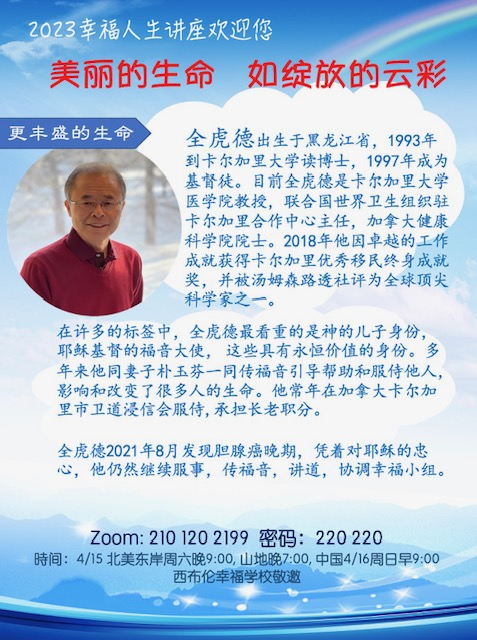 2023幸福人生讲座欢迎您
美丽的生命 如绽放的云彩
更丰盛的生命
全虎德出生于黑龙江省，1993年
到卡尔加里大学读博士，1997年成为
基督徒。目前全虎德是卡尔加里大学
医学院教授，联合国世界卫生组织驻
卡尔加里合作中心主任，加拿大健康
科学院院士。2018年他因卓越的工作
成就获得卡尔加里优秀移民终身成就
奖，并被汤姆森路透社评为全球顶尖
科学家之一。
在许多的标签中，全虎德最看重的是神的儿子身份，
耶稣基督的福音大使， 这些具有永恒价值的身份。多
年来他同妻子朴玉芬一同传福音引导帮助和服侍他人，
影响和改变了很多人的生命。他常年在加拿大卡尔加
里市卫道浸信会服侍，承担长老职分。
全虎德2021年8月发现胆腺癌晚期，凭着对耶稣的忠
心，他仍然继续服事，传福音，讲道，协调幸福小组。
Zoom: 210 120 2199 密码：220 220
時间：4/15 北美东岸周六晚9:00, 山地晚7:00, 中国4/16周日早9:00
西布伦幸福学校敬邀